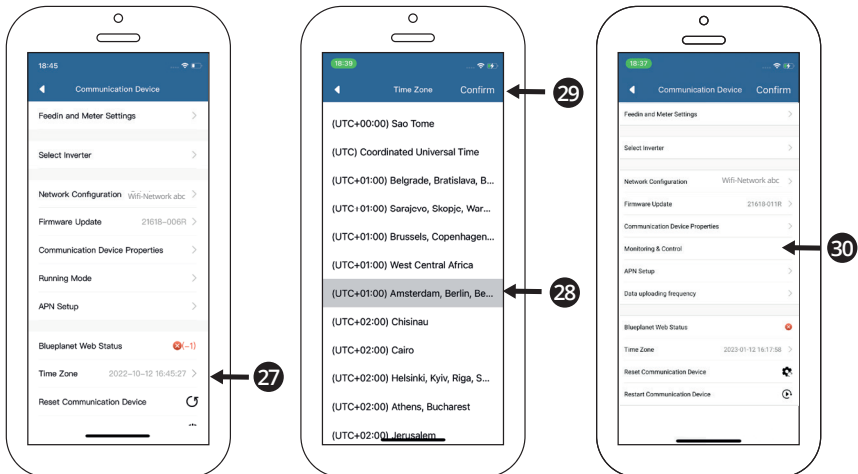 18:45
Communication Device
Feedin and Meter Settings
Select Inverter
Network Configuration Wifi-Network abc
Firmware Update 21618-006R
Communication Device Properties
Running Mode
APN Setup
Blueplanet Web Status (-1)
Time Zone 2022-10-12 16:45:27
Reset Communication Device
27
18:39
Time Zone Confirm
(UTC+00:00) Sao Tome
(UTC) Coordinated Universal Time
(UTC+01:00) Belgrade, Bratislava, B...
(UTC+01:00) Sarajevo, Skopje, War...
(UTC+01:00) Brussels, Copenhagen...
(UTC+01:00) West Central Africa
(UTC+01:00) Amsterdam, Berlin, Be...
(UTC+02:00) Chisinau
(UTC+02:00) Cairo
(UTC+02:00) Helsinki, Kyiv, Riga, S...
(UTC+02:00) Athens, Bucharest
(UTC+02:00) Jerusalem
29
28
18:37
Communication Device Confirm
Feedin and Meter Settings
Select Inverter
Network Configuration Wifi-Network abc
Firmware Update 21618-011R
Communication Device Properties
Monitoring & Control
APN Setup
Data uploading frequency
Blueplanet Web Status
Time Zone 2023-01-12 16:17:58
Reset Communication Device
Restart Communication Device
30